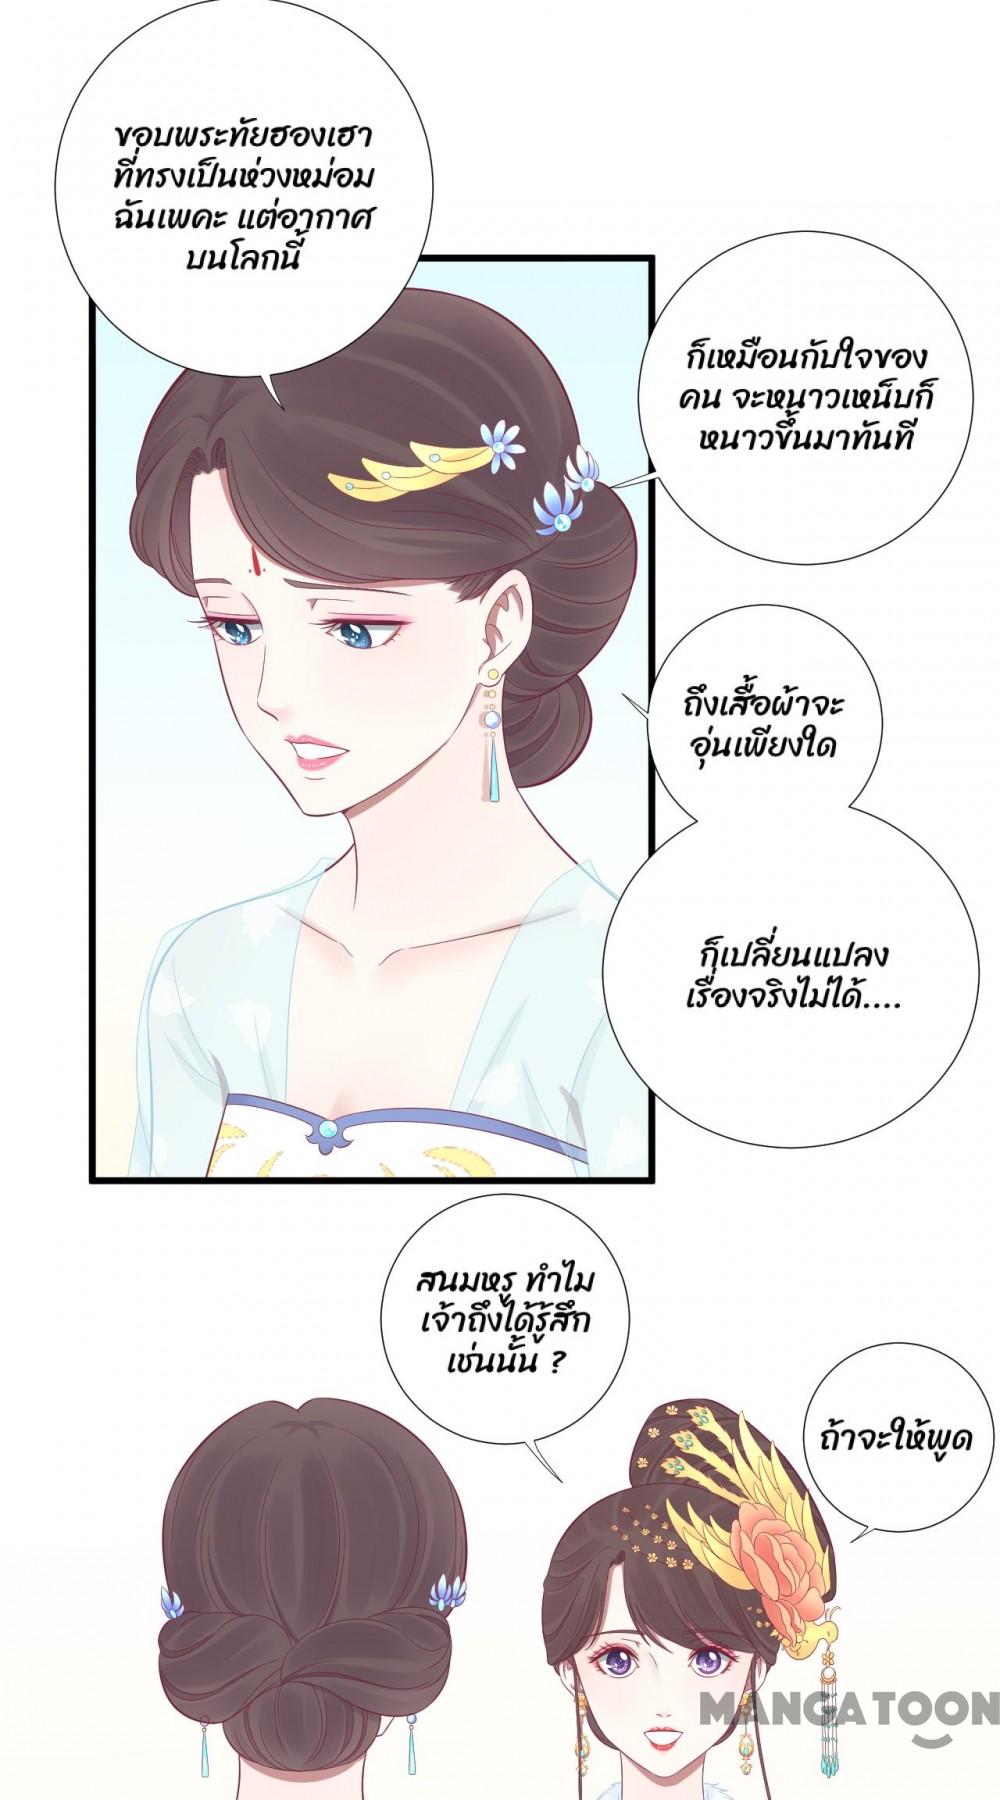 ขอบพระทัยฮองเฮา
ที่ทรงเป็นห่วงหม่อม
ฉันเพคะ แต่อากาศ
บนโลกนี้
ก็เหมือนกับใจของ
คน จะหนาวเหน็บก็
หนาวขึ้นมาทันที
ถึงเสื้อผ้าจะ
อุ่นเพียงใด
ก็เปลี่ยนแปลง
เรื่องจริงไม่ได้....
สนมหรู ทำไม
เจ้าถึงได้รู้สึก
เช่นนั้น ?
ถ้าจะให้พูด
MANGATOON